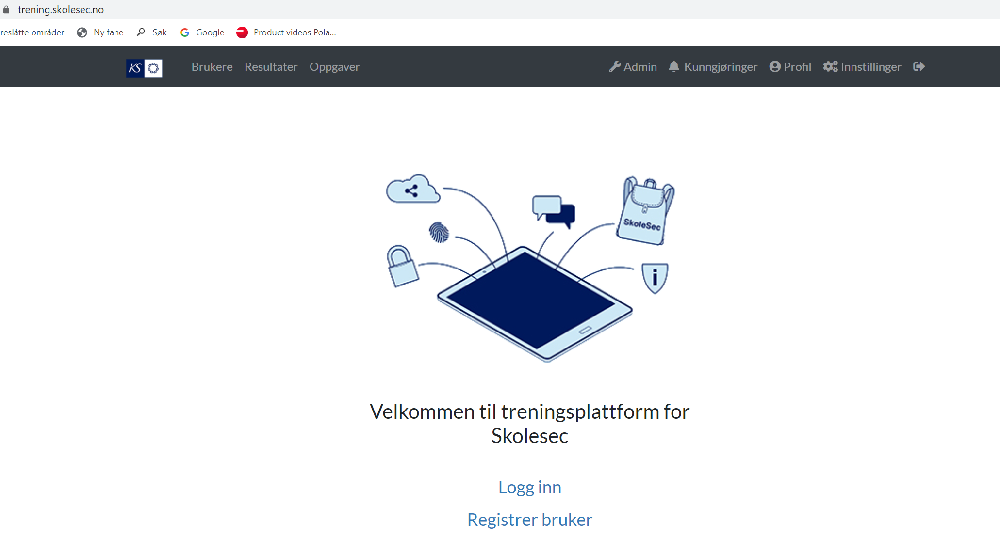 trening.skolesec.no
reslåtte områder Ny fane Søk Google Product videos Pola...
KS Brukere Resultater Oppgaver Admin Kunngjøringer Profil Innstillinger
SkoleSec
i
Velkommen til treningsplattform for
Skolesec
Logg inn
Registrer bruker